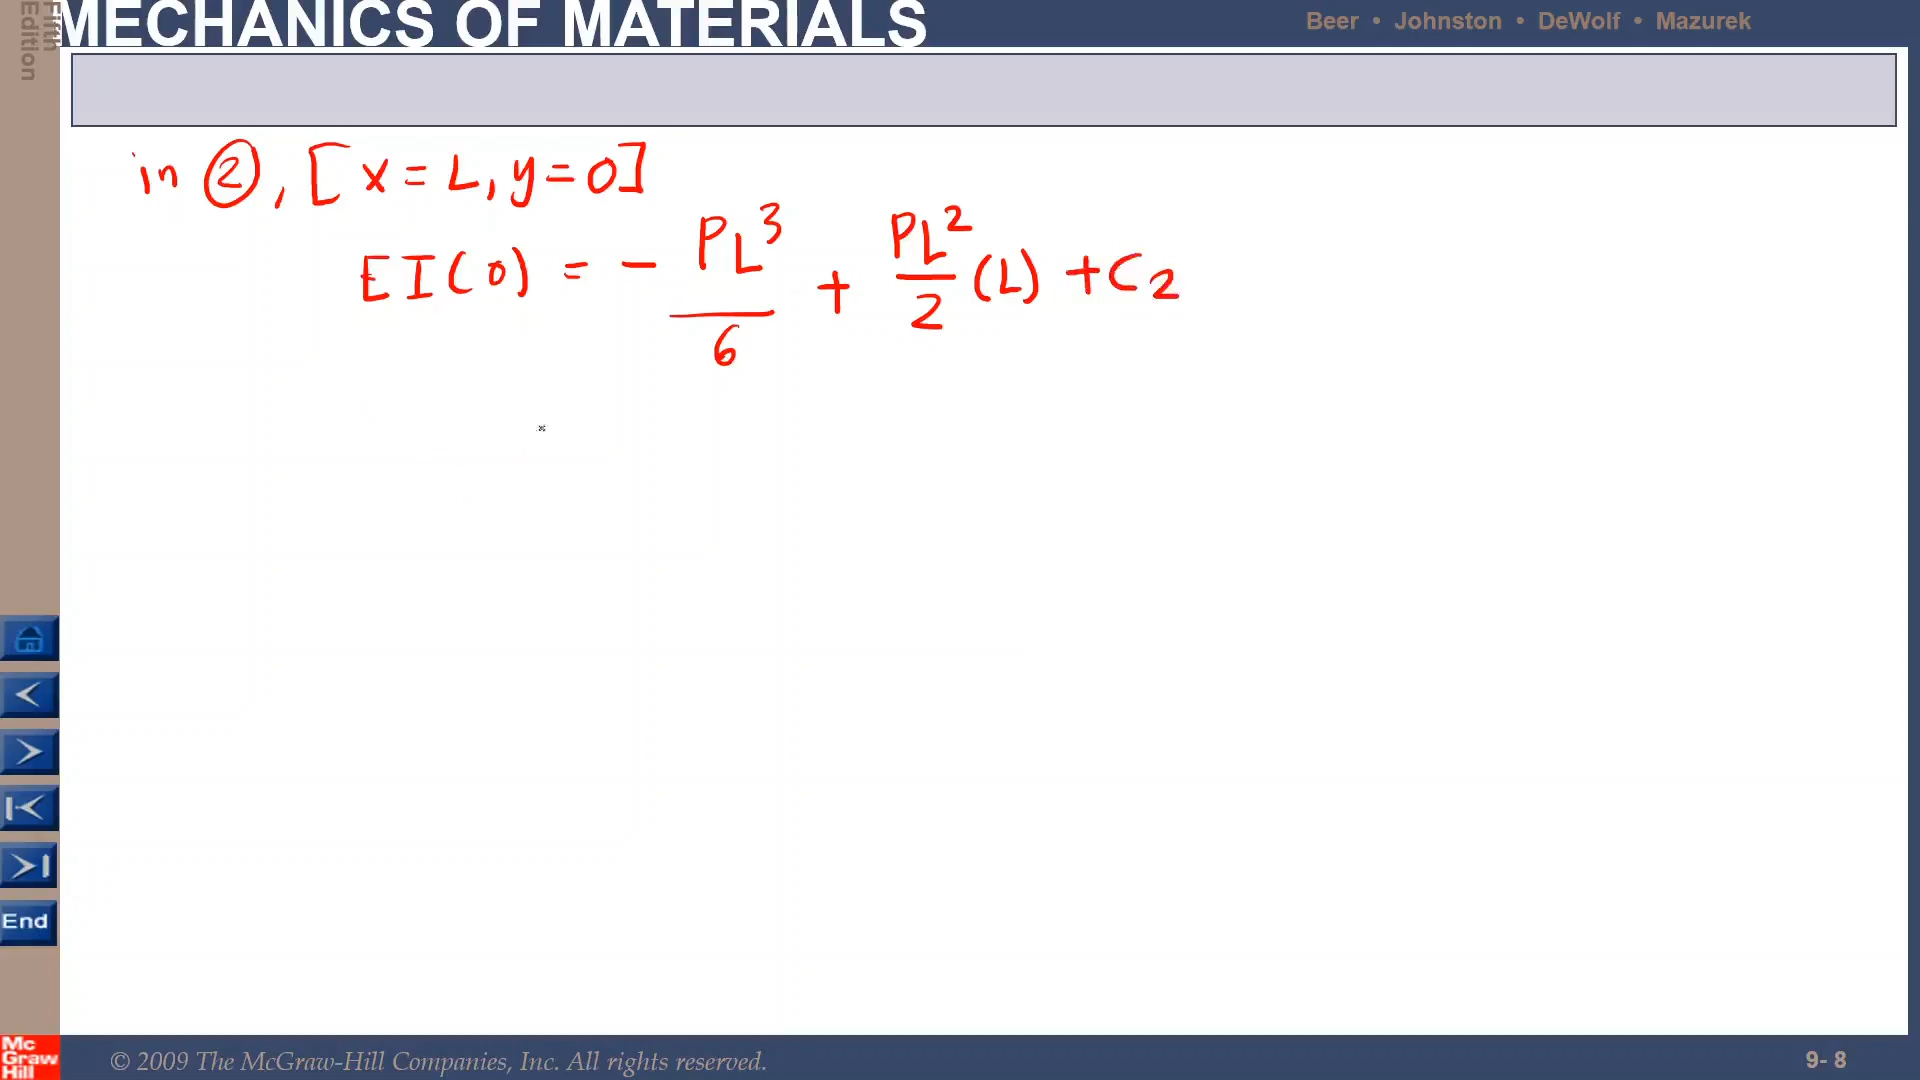 MECHANICS OF MATERIALS
Beer • Johnston • DeWolf • Mazurek
Fifth
Edition
in ②, [x = L, y = 0]
EI(0) = - PL³/6 + PL²/2 (L) + C₂
End
Mc
Graw
Hill
© 2009 The McGraw-Hill Companies, Inc. All rights reserved.
9- 8